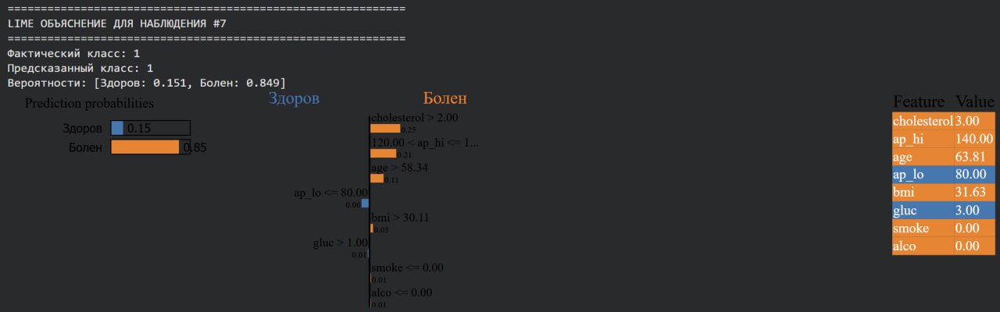 ============================================================
LIME ОБЪЯСНЕНИЕ ДЛЯ НАБЛЮДЕНИЯ #7
============================================================
Фактический класс: 1
Предсказанный класс: 1
Вероятности: [Здоров: 0.151, Болен: 0.849]
Prediction probabilities
Здоров 0.15
Болен 0.85
Здоров Болен
cholesterol > 2.00
0.25
120.00 < ap_hi <= 1...
0.21
age > 58.34
0.11
ap_lo <= 80.00
0.06
bmi > 30.11
0.03
gluc > 1.00
0.01
smoke <= 0.00
0.01
alco <= 0.00
0.01
Feature Value
cholesterol 3.00
ap_hi 140.00
age 63.81
ap_lo 80.00
bmi 31.63
gluc 3.00
smoke 0.00
alco 0.00